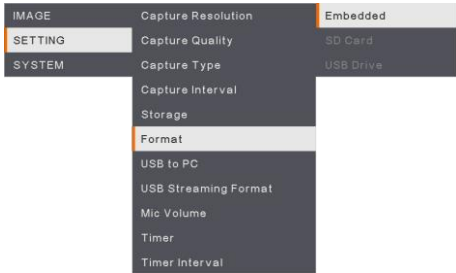 IMAGE
SETTING
SYSTEM
Capture Resolution
Capture Quality
Capture Type
Capture Interval
Storage
Format
USB to PC
USB Streaming Format
Mic Volume
Timer
Timer Interval
Embedded
SD Card
USB Drive